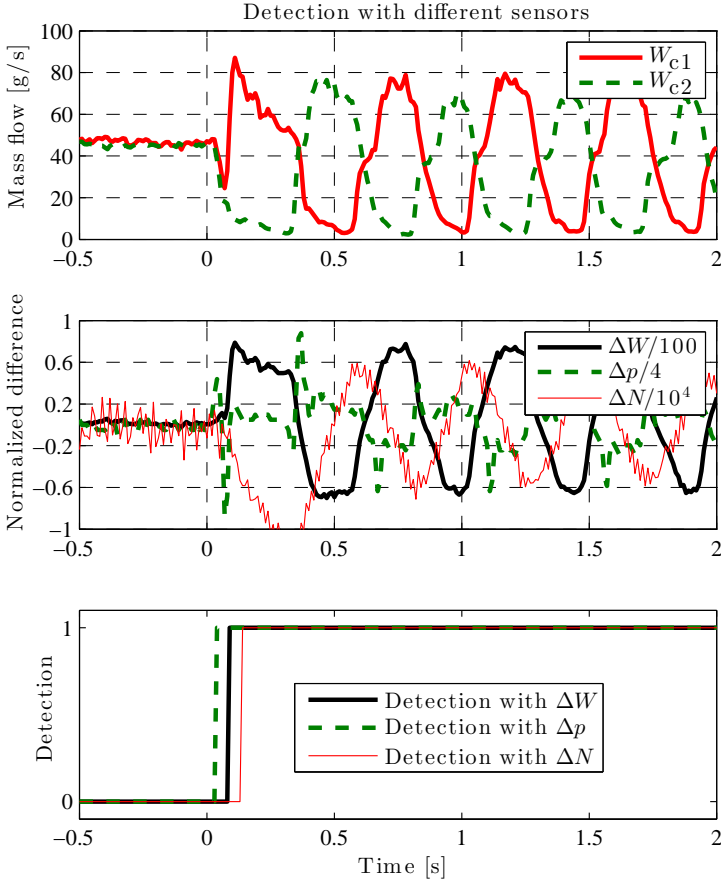 Detection with different sensors
Mass flow [g/s]
100
80
60
40
20
0
W_c1
W_c2
−0.5 0 0.5 1 1.5 2
Normalized difference
1
0.6
0.2
−0.2
−0.6
−1
ΔW/100
Δp/4
ΔN/10⁴
−0.5 0 0.5 1 1.5 2
Detection
1
0
Detection with ΔW
Detection with Δp
Detection with ΔN
−0.5 0 0.5 1 1.5 2
Time [s]